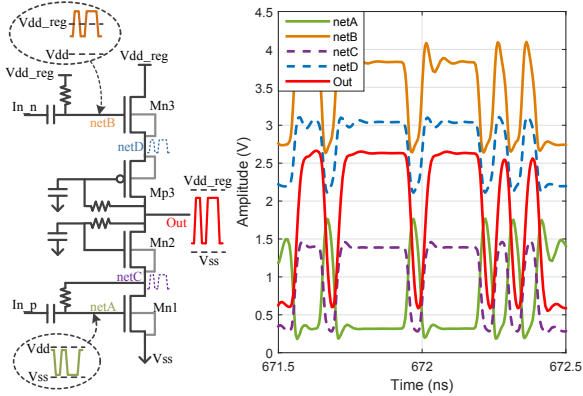 Vdd_reg
Vdd
Vdd_reg
Vdd_reg
In_n
netB
Mn3
netD
Mp3
Vdd_reg
Out
Vss
Mn2
netC
In_p
netA
Mn1
Vdd
Vss
Vss
netA
netB
netC
netD
Out
Amplitude (V)
4.5
4
3.5
3
2.5
2
1.5
1
0.5
0
671.5
672
672.5
Time (ns)